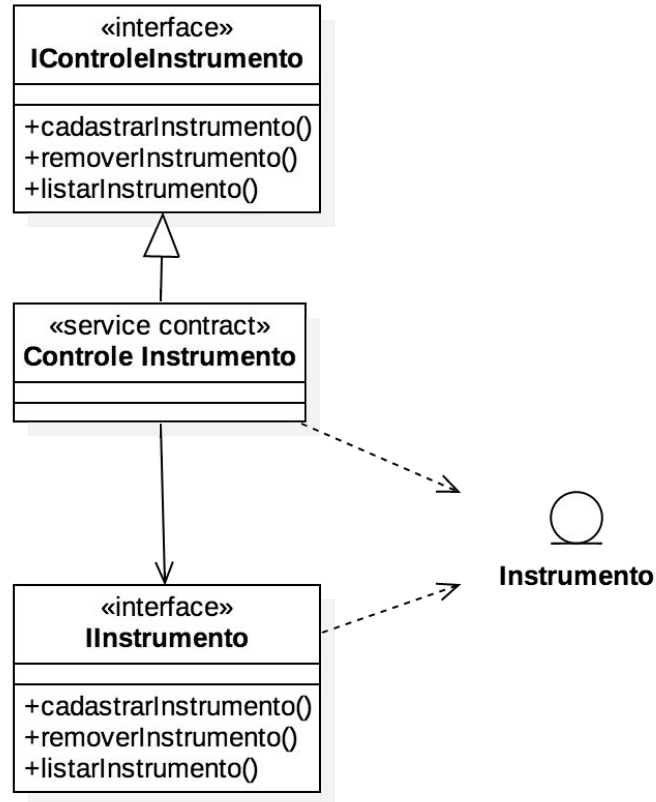 «interface»
IControleInstrumento
+cadastrarInstrumento()
+removerInstrumento()
+listarInstrumento()
«service contract»
Controle Instrumento
Instrumento
«interface»
IInstrumento
+cadastrarInstrumento()
+removerInstrumento()
+listarInstrumento()